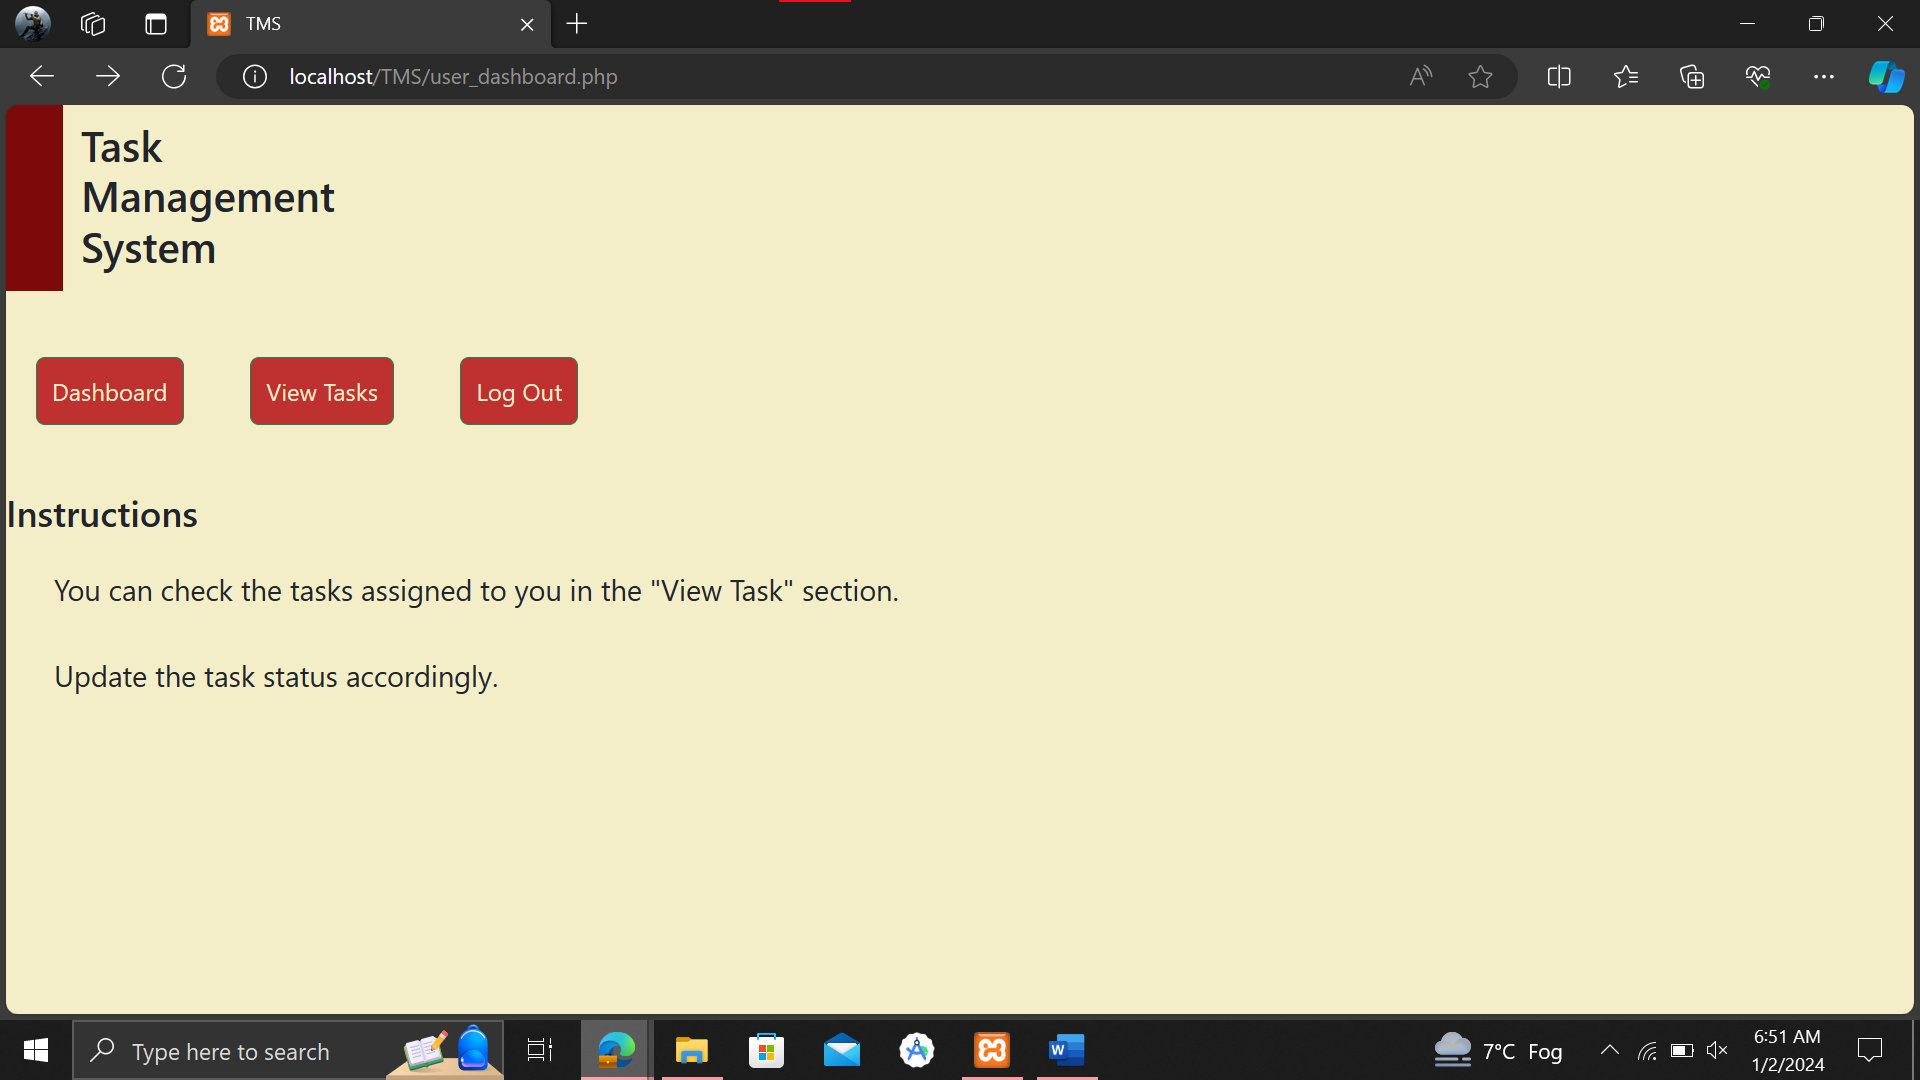 TMS
localhost/TMS/user_dashboard.php
Task
Management
System
Dashboard
View Tasks
Log Out
Instructions
You can check the tasks assigned to you in the "View Task" section.
Update the task status accordingly.
Type here to search
7°C Fog
6:51 AM
1/2/2024